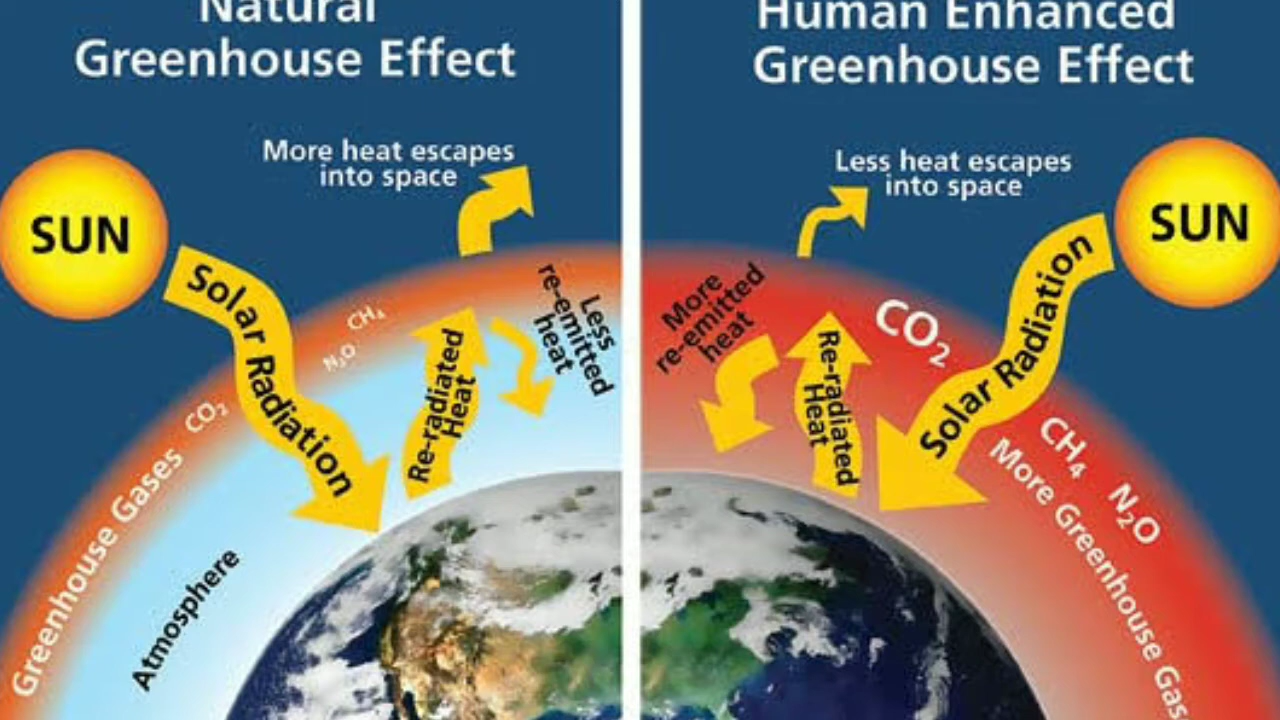 Natural
Greenhouse Effect
More heat escapes
into space
SUN
Solar Radiation
CH₄
N₂O
CO₂
Re-radiated
Heat
Less
re-emitted
heat
Greenhouse Gases
Atmosphere
Human Enhanced
Greenhouse Effect
Less heat escapes
into space
SUN
Solar Radiation
More
re-emitted
heat
Re-radiated
Heat
CO₂
CH₄
N₂O
More Greenhouse Gas